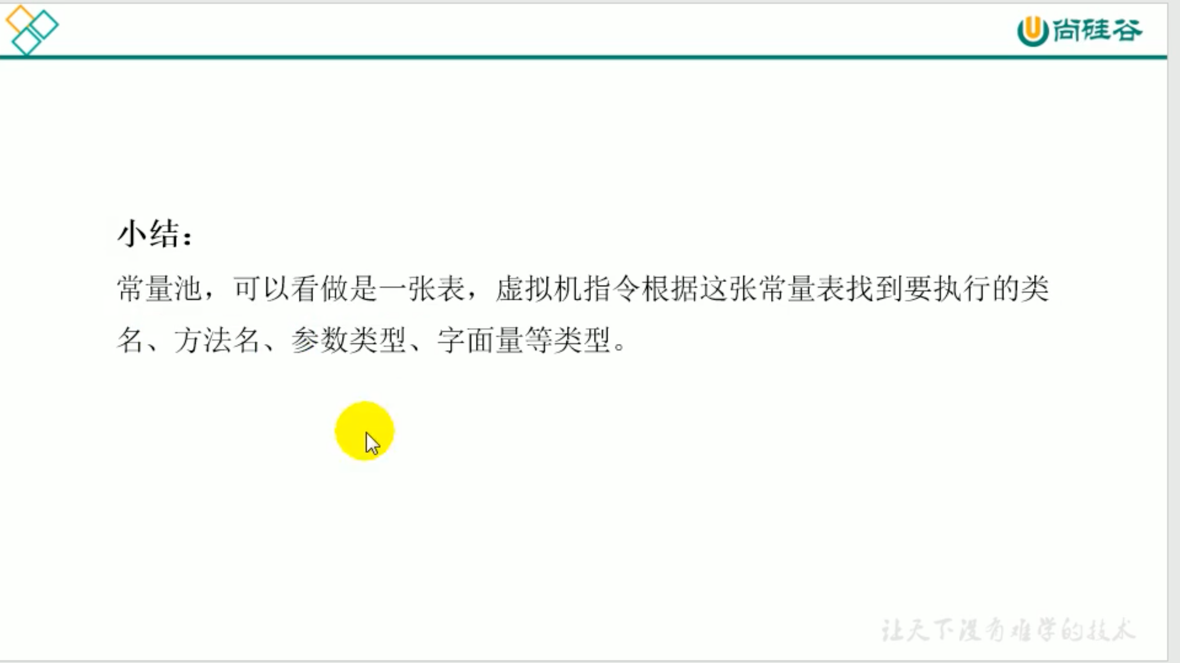 尚硅谷
小结：
常量池，可以看做是一张表，虚拟机指令根据这张常量表找到要执行的类
名、方法名、参数类型、字面量等类型。
让天下没有难学的技术